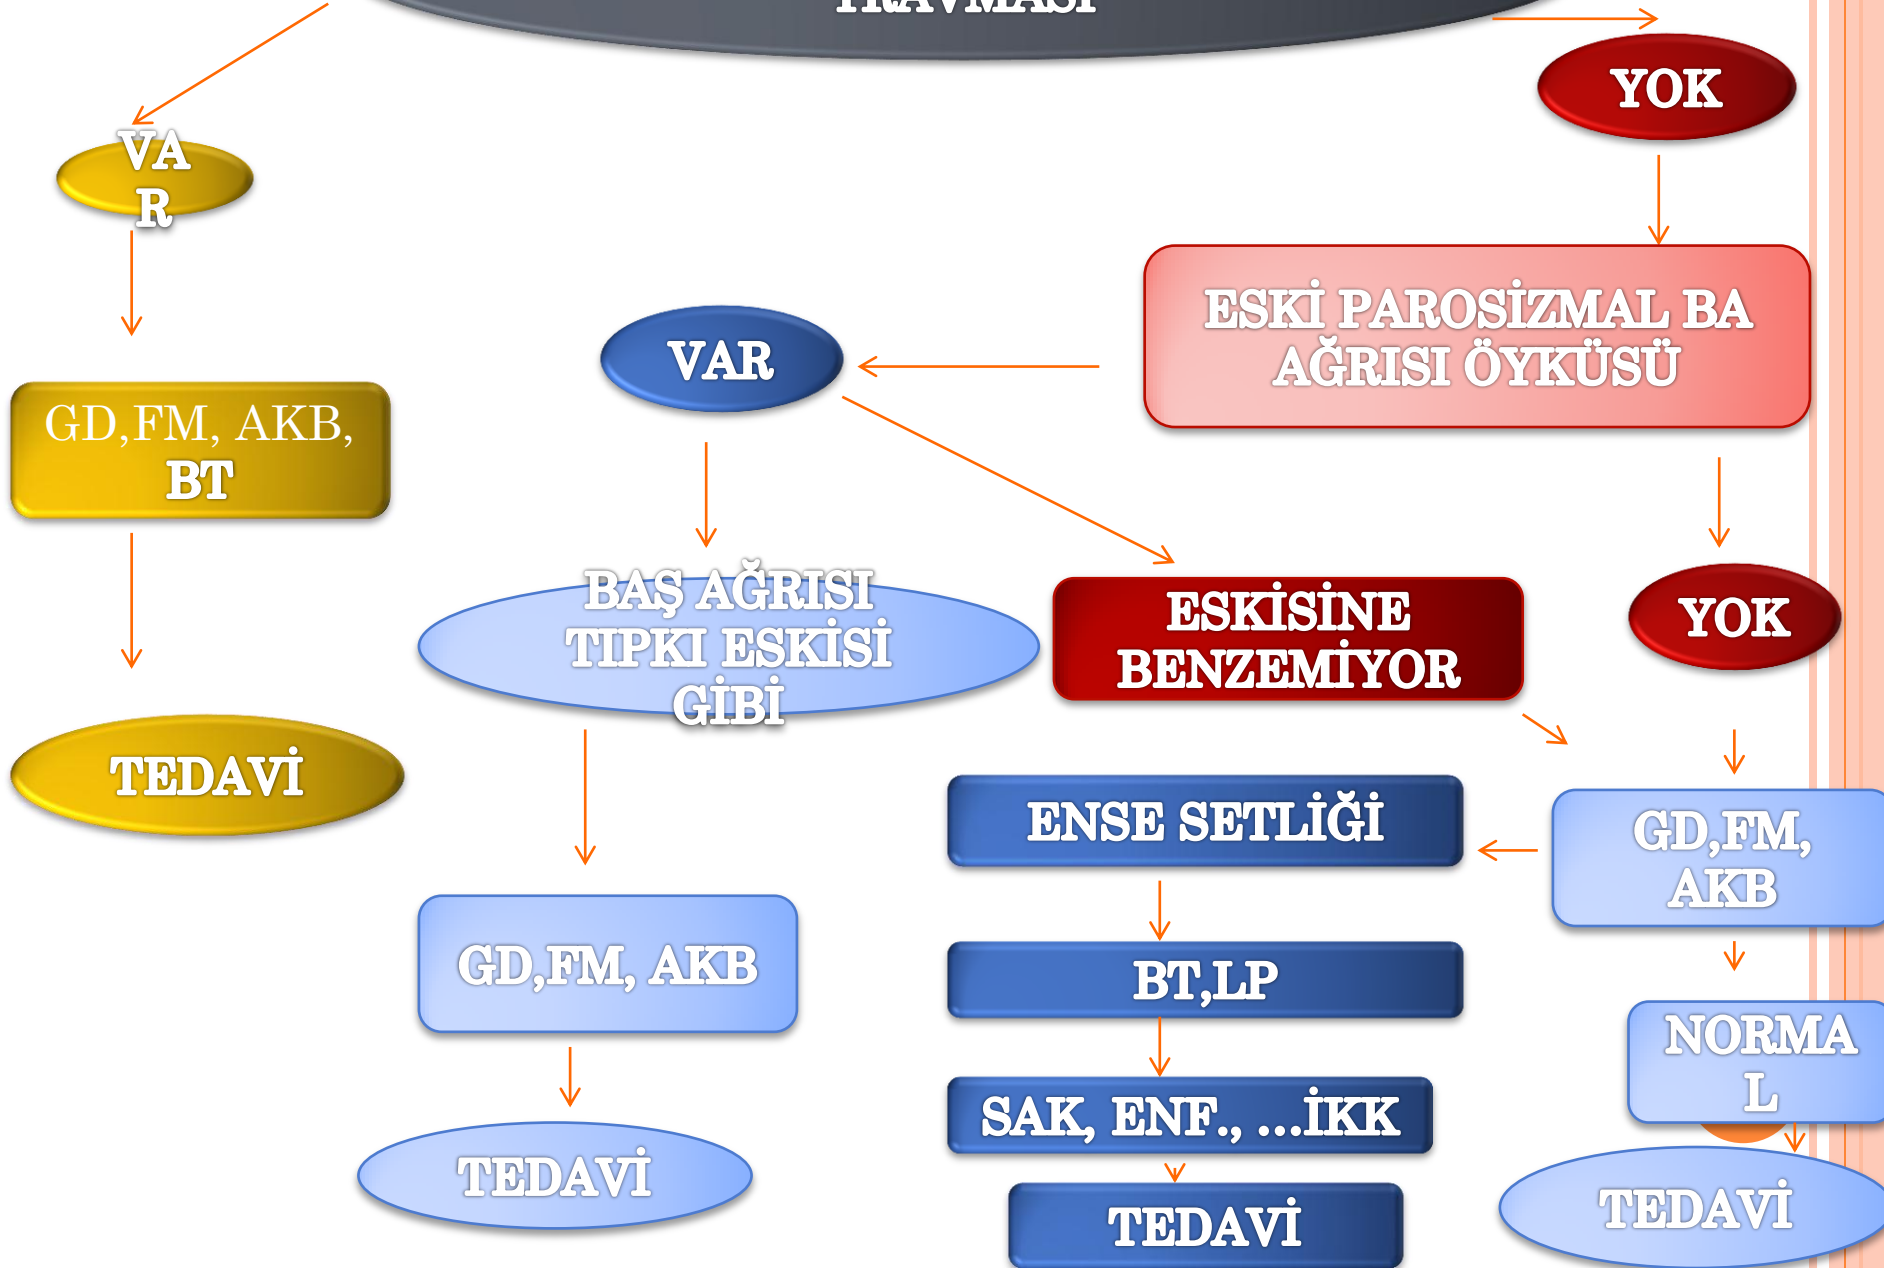 TRAVMASI
YOK
VA
R
ESKİ PAROSİZMAL BA
AĞRISI ÖYKÜSÜ
VAR
GD,FM, AKB,
BT
BAŞ AĞRISI
TIPKI ESKİSİ
GİBİ
ESKİSİNE
BENZEMİYOR
YOK
TEDAVİ
ENSE SETLİĞİ
GD,FM,
AKB
GD,FM, AKB
BT,LP
NORMA
L
SAK, ENF., ...İKK
TEDAVİ
TEDAVİ
TEDAVİ